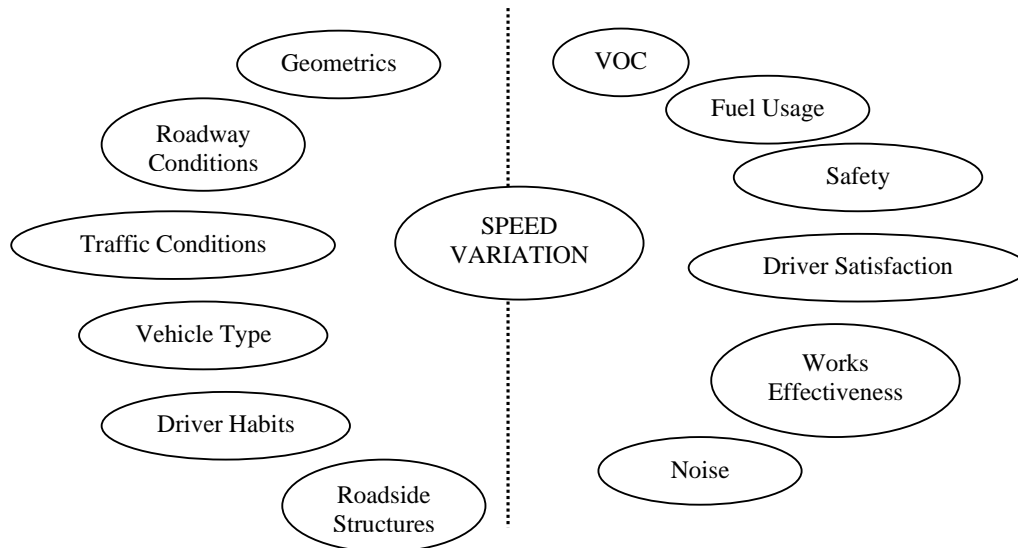 Geometrics
Roadway
Conditions
Traffic Conditions
Vehicle Type
Driver Habits
Roadside
Structures
SPEED
VARIATION
VOC
Fuel Usage
Safety
Driver Satisfaction
Works
Effectiveness
Noise